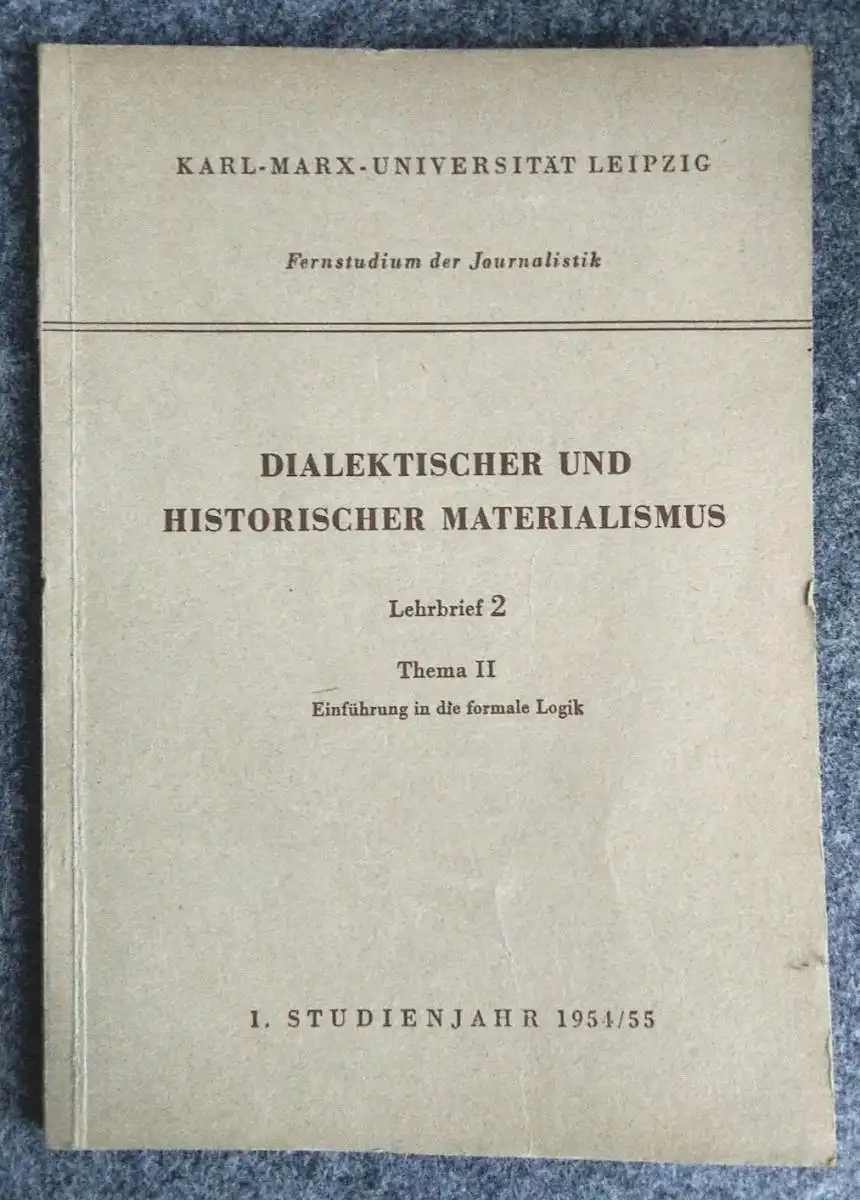 KARL-MARX-UNIVERSITÄT LEIPZIG
Fernstudium der Journalistik
DIALEKTISCHER UND
HISTORISCHER MATERIALISMUS
Lehrbrief 2
Thema II
Einführung in die formale Logik
1. STUDIENJAHR 1954/55